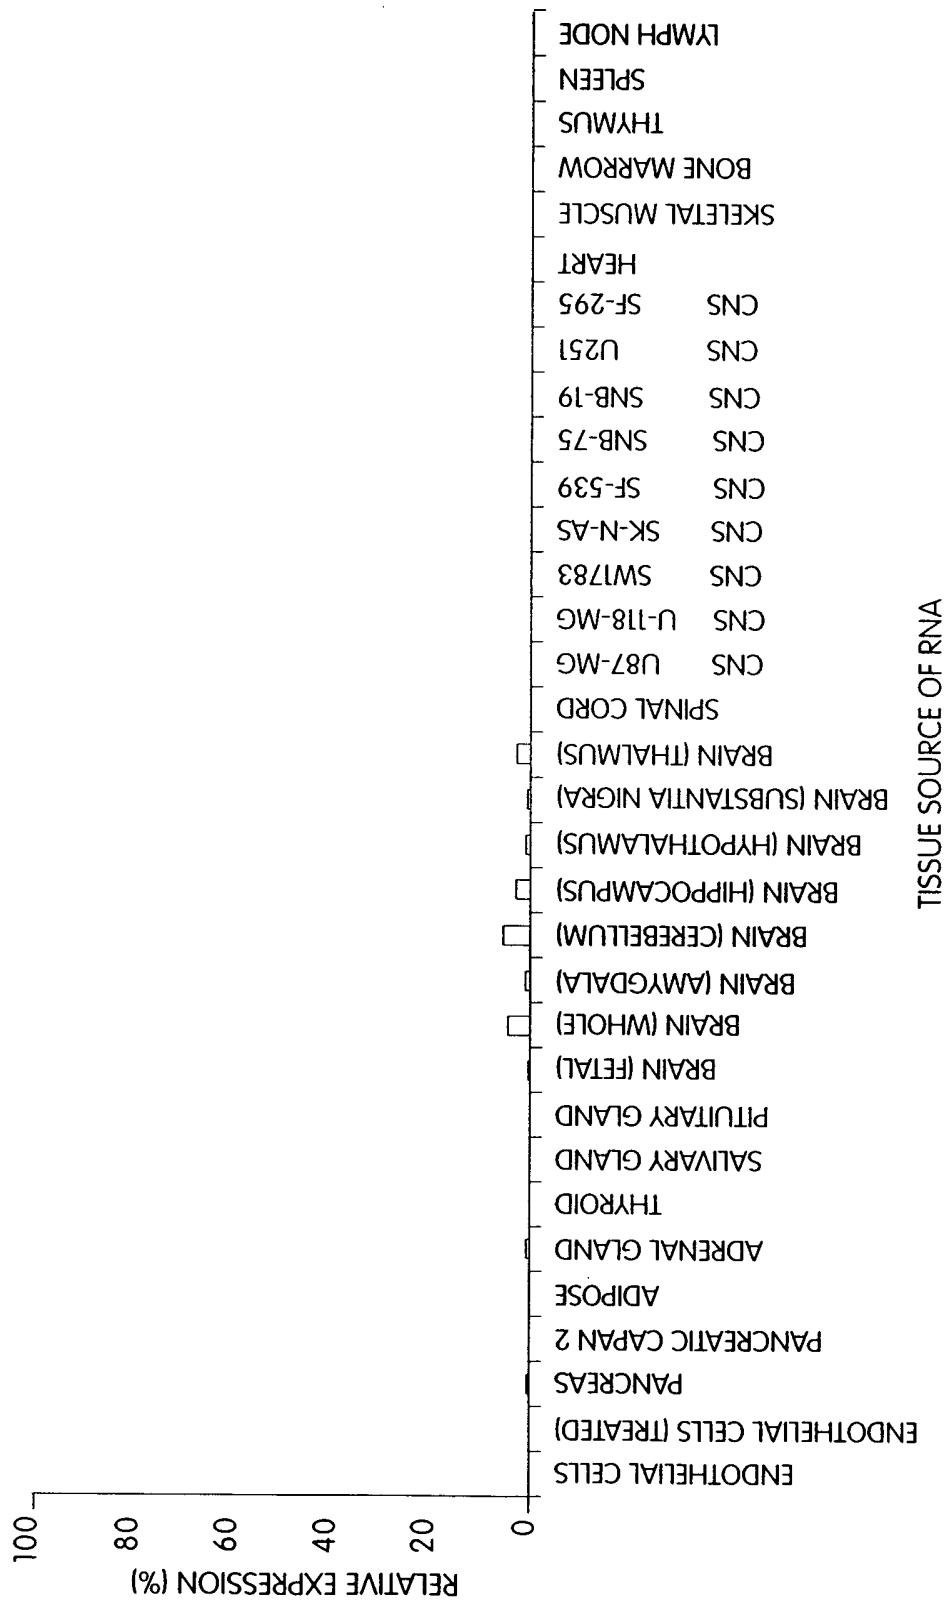 RELATIVE EXPRESSION (%)
100
80
60
40
20
0
ENDOTHELIAL CELLS
ENDOTHELIAL CELLS (TREATED)
PANCREAS
PANCREATIC CAPAN 2
ADIPOSE
ADRENAL GLAND
THYROID
SALIVARY GLAND
PITUITARY GLAND
BRAIN (FETAL)
BRAIN (WHOLE)
BRAIN (AMYGDALA)
BRAIN (CEREBELLUM)
BRAIN (HIPPOCAMPUS)
BRAIN (HYPOTHALAMUS)
BRAIN (SUBSTANTIA NIGRA)
BRAIN (THALMUS)
SPINAL CORD
CNS U87-MG
CNS U-118-MG
CNS SW1783
CNS SK-N-AS
CNS SF-539
CNS SNB-75
CNS SNB-19
CNS U251
CNS SF-295
HEART
SKELETAL MUSCLE
BONE MARROW
THYMUS
SPLEEN
LYMPH NODE
TISSUE SOURCE OF RNA